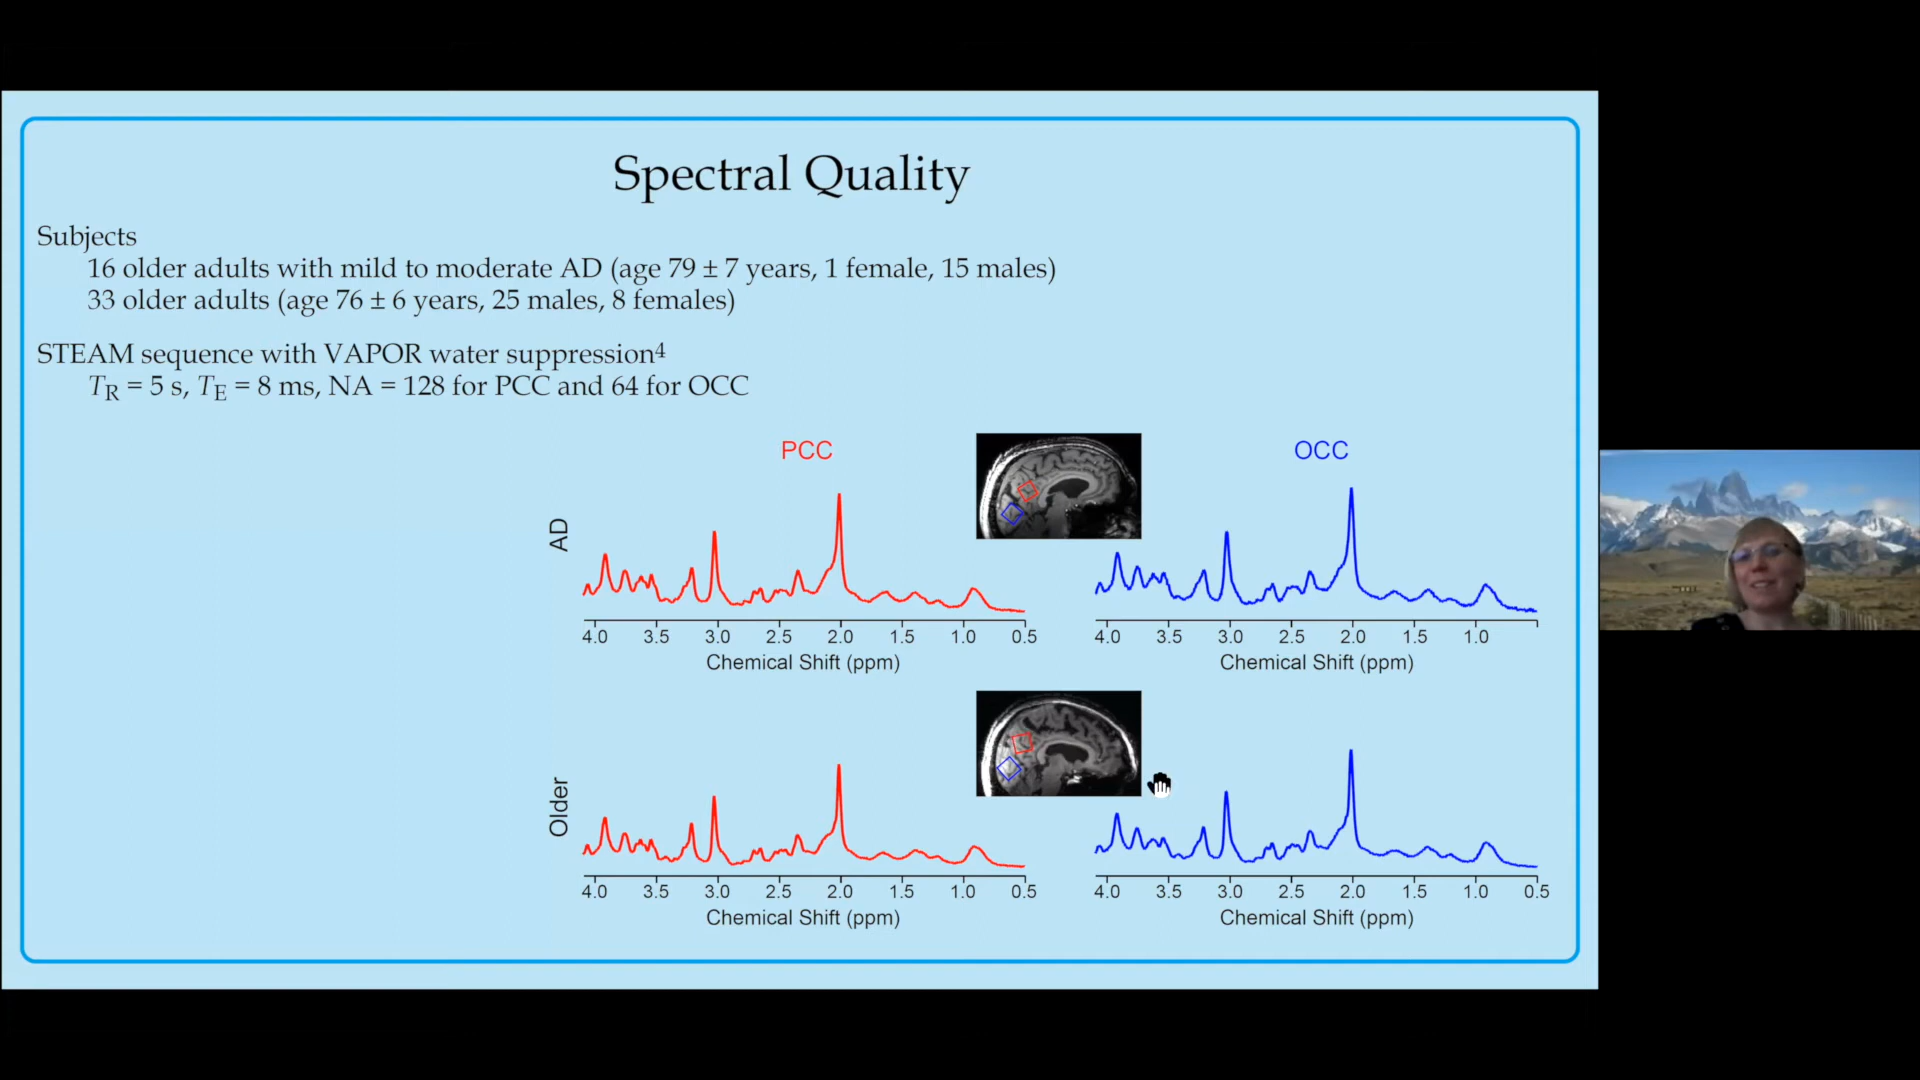 Spectral Quality
Subjects
16 older adults with mild to moderate AD (age 79 ± 7 years, 1 female, 15 males)
33 older adults (age 76 ± 6 years, 25 males, 8 females)
STEAM sequence with VAPOR water suppression4
TR = 5 s, TE = 8 ms, NA = 128 for PCC and 64 for OCC
PCC
OCC
AD
4.0 3.5 3.0 2.5 2.0 1.5 1.0 0.5
Chemical Shift (ppm)
4.0 3.5 3.0 2.5 2.0 1.5 1.0
Chemical Shift (ppm)
Older
4.0 3.5 3.0 2.5 2.0 1.5 1.0 0.5
Chemical Shift (ppm)
4.0 3.5 3.0 2.5 2.0 1.5 1.0 0.5
Chemical Shift (ppm)